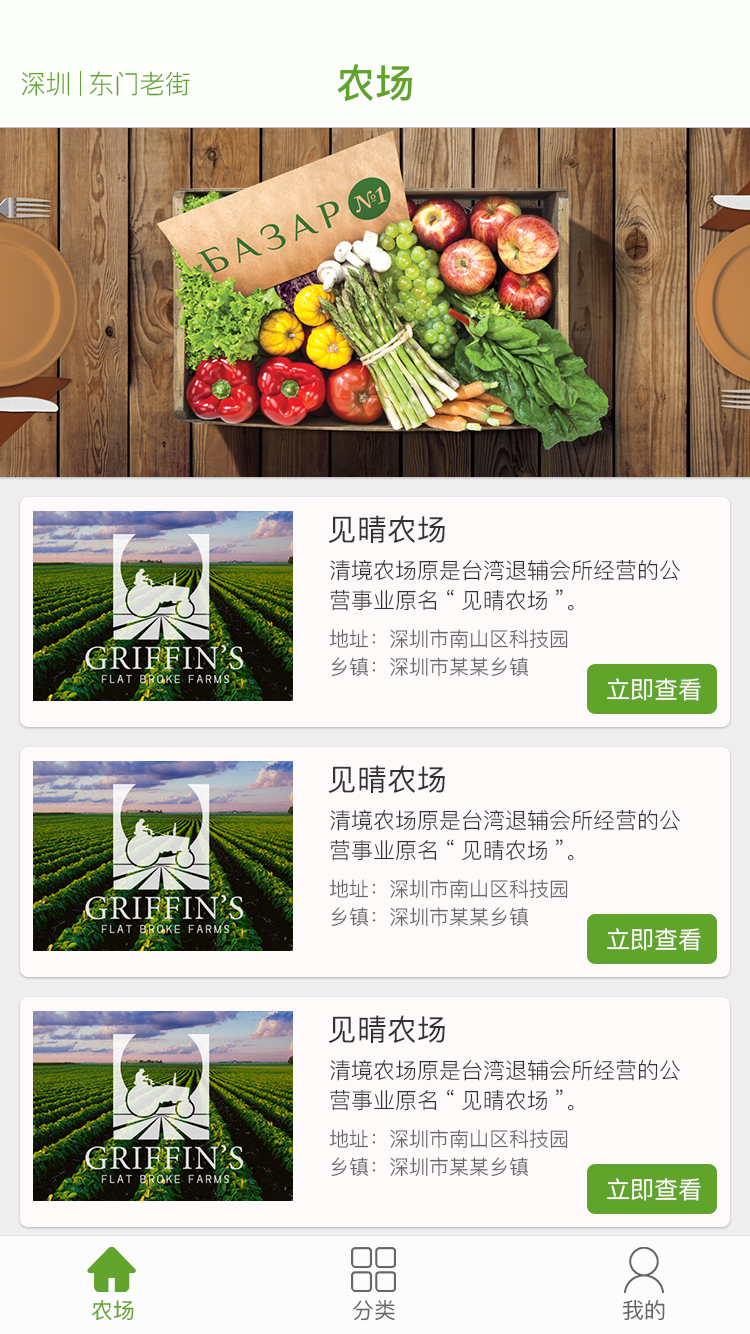 深圳 | 东门老街
农场
БАЗАР №1
GRIFFIN'S
FLAT BROKE FARMS
见晴农场
清境农场原是台湾退辅会所经营的公
营事业原名“ 见晴农场 ”。
地址：深圳市南山区科技园
乡镇：深圳市某某乡镇
立即查看
GRIFFIN'S
FLAT BROKE FARMS
见晴农场
清境农场原是台湾退辅会所经营的公
营事业原名“ 见晴农场 ”。
地址：深圳市南山区科技园
乡镇：深圳市某某乡镇
立即查看
GRIFFIN'S
FLAT BROKE FARMS
见晴农场
清境农场原是台湾退辅会所经营的公
营事业原名“ 见晴农场 ”。
地址：深圳市南山区科技园
乡镇：深圳市某某乡镇
立即查看
农场
分类
我的